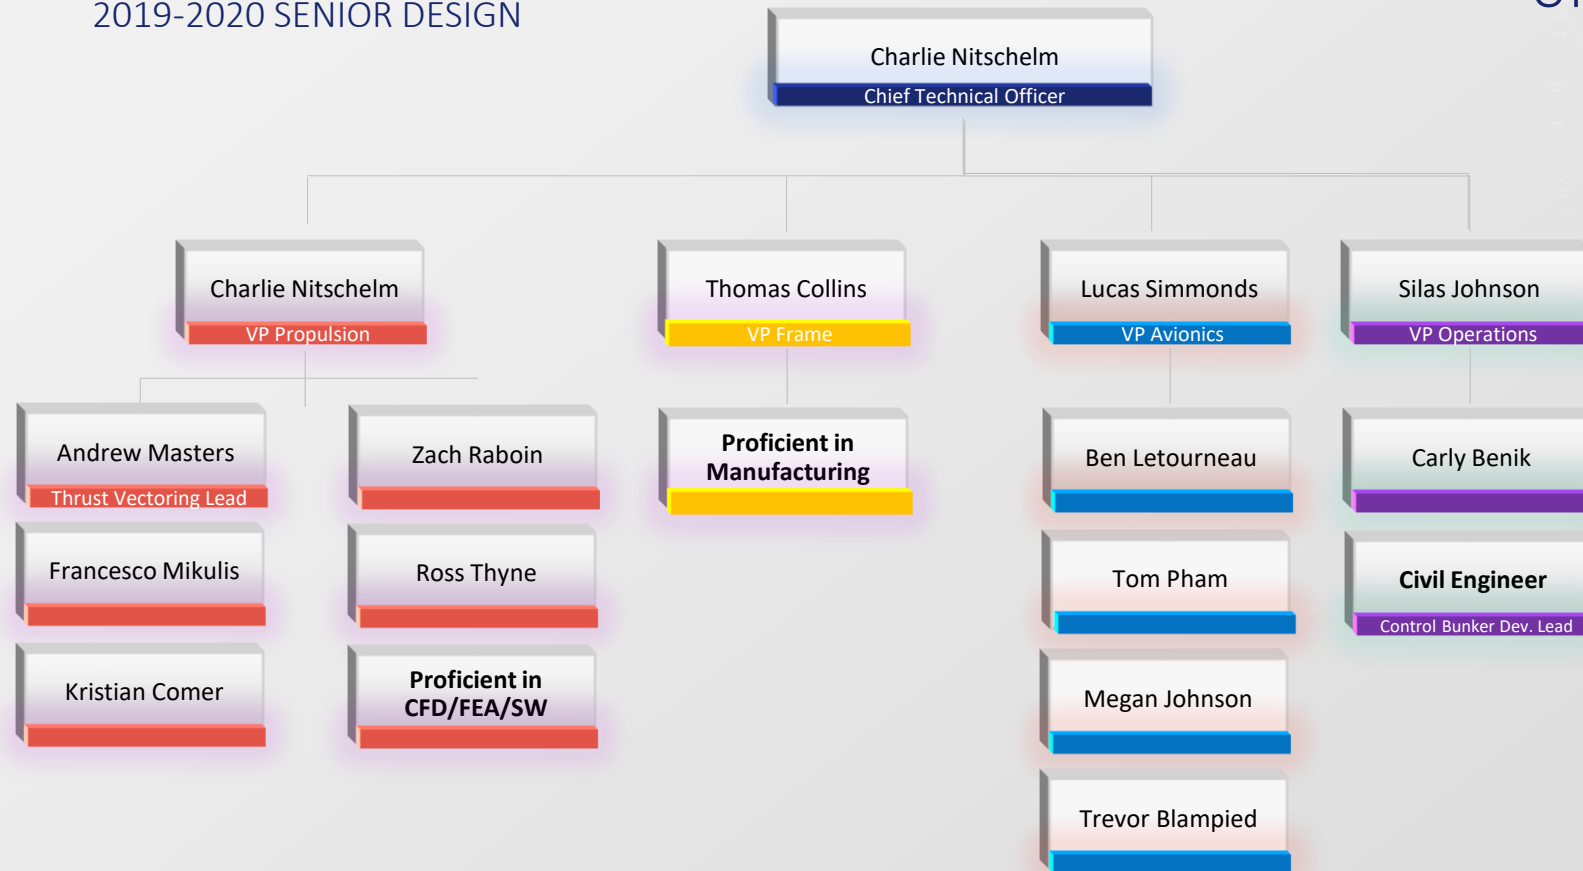 2019-2020 SENIOR DESIGN
Charlie Nitschelm
Chief Technical Officer
Charlie Nitschelm
VP Propulsion
Thomas Collins
VP Frame
Lucas Simmonds
VP Avionics
Silas Johnson
VP Operations
Andrew Masters
Thrust Vectoring Lead
Zach Raboin
Proficient in
Manufacturing
Ben Letourneau
Carly Benik
Francesco Mikulis
Ross Thyne
Tom Pham
Civil Engineer
Control Bunker Dev. Lead
Kristian Comer
Proficient in
CFD/FEA/SW
Megan Johnson
Trevor Blampied